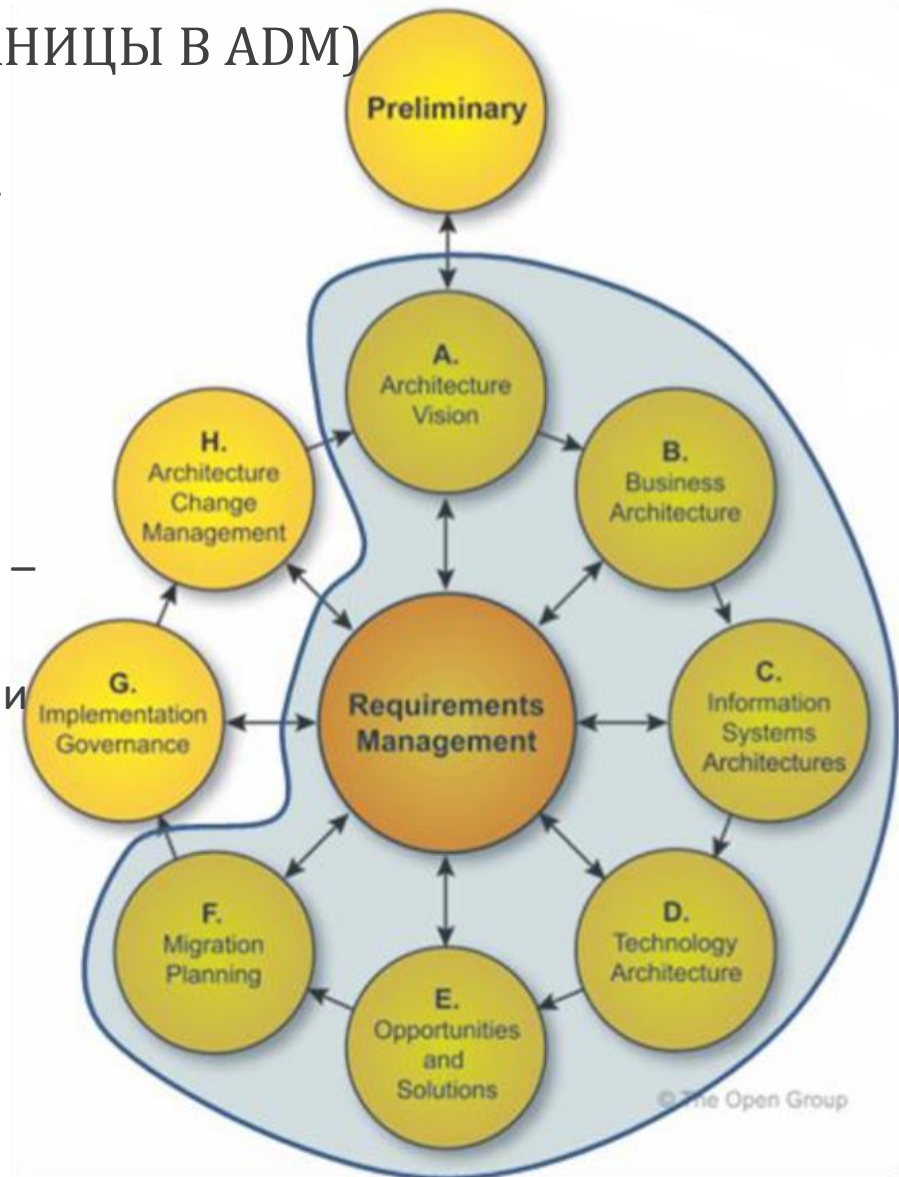 НИЦЫ В ADM)
Preliminary
A.
Architecture
Vision
H.
Architecture
Change
Management
B.
Business
Architecture
–
и
G.
Implementation
Governance
Requirements
Management
C.
Information
Systems
Architectures
F.
Migration
Planning
D.
Technology
Architecture
E.
Opportunities
and
Solutions
© The Open Group